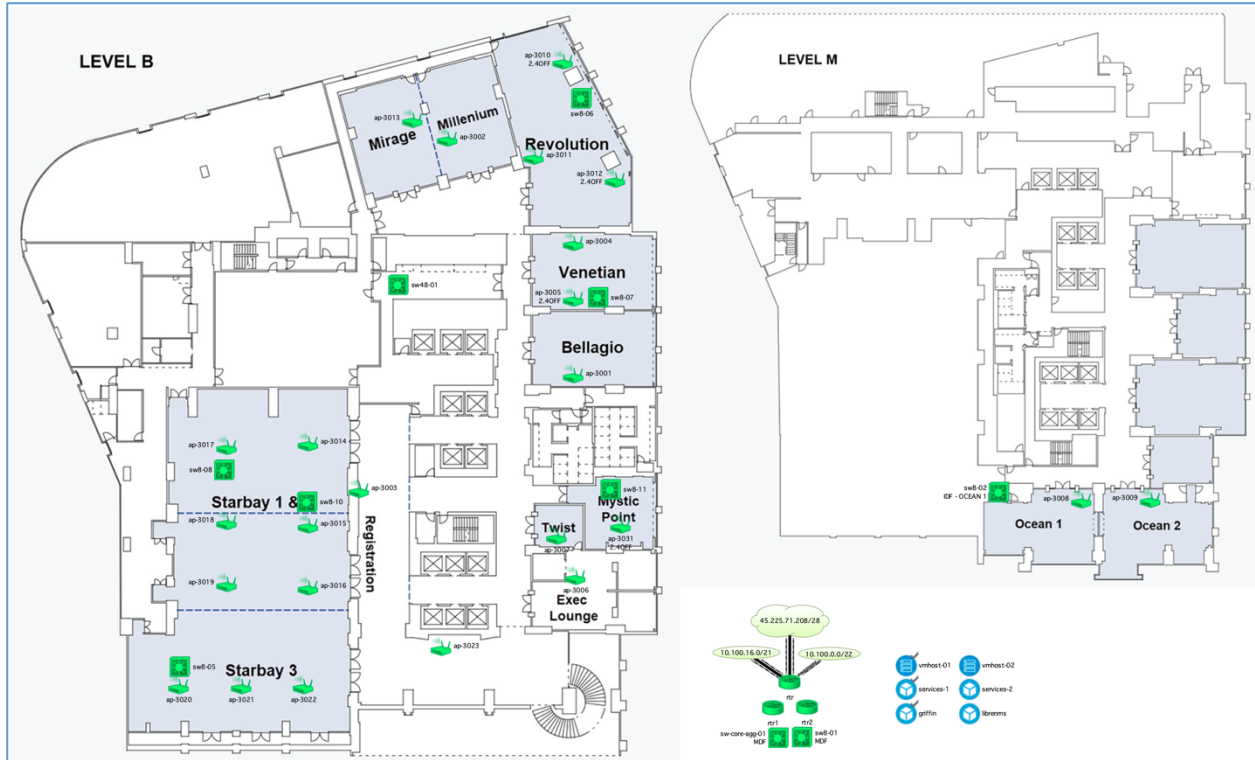 LEVEL B
ap-3010
2.4OFF
sw8-06
ap-3013
Mirage
Millenium
ap-3002
Revolution
ap-3011
ap-3012
2.4OFF
ap-3004
Venetian
ap-3005
2.4OFF
sw8-07
sw48-01
Bellagio
ap-3001
ap-3017
ap-3014
sw8-08
sw8-10
ap-3003
Starbay 1 &
ap-3018
ap-3015
Registration
sw8-11
Mystic
Point
Twist
ap-3007
ap-3031
2.4OFF
ap-3019
ap-3016
ap-3006
Exec
Lounge
ap-3023
sw8-05
Starbay 3
ap-3020
ap-3021
ap-3022
LEVEL M
sw8-02
IDF - OCEAN 1
ap-3008
ap-3009
Ocean 1
Ocean 2
45.225.71.208/28
10.100.16.0/21
10.100.0.0/22
rtr
rtr1
rtr2
sw-core-agg-01
MDF
sw8-01
MDF
vmhost-01
vmhost-02
services-1
services-2
griffin
librenms